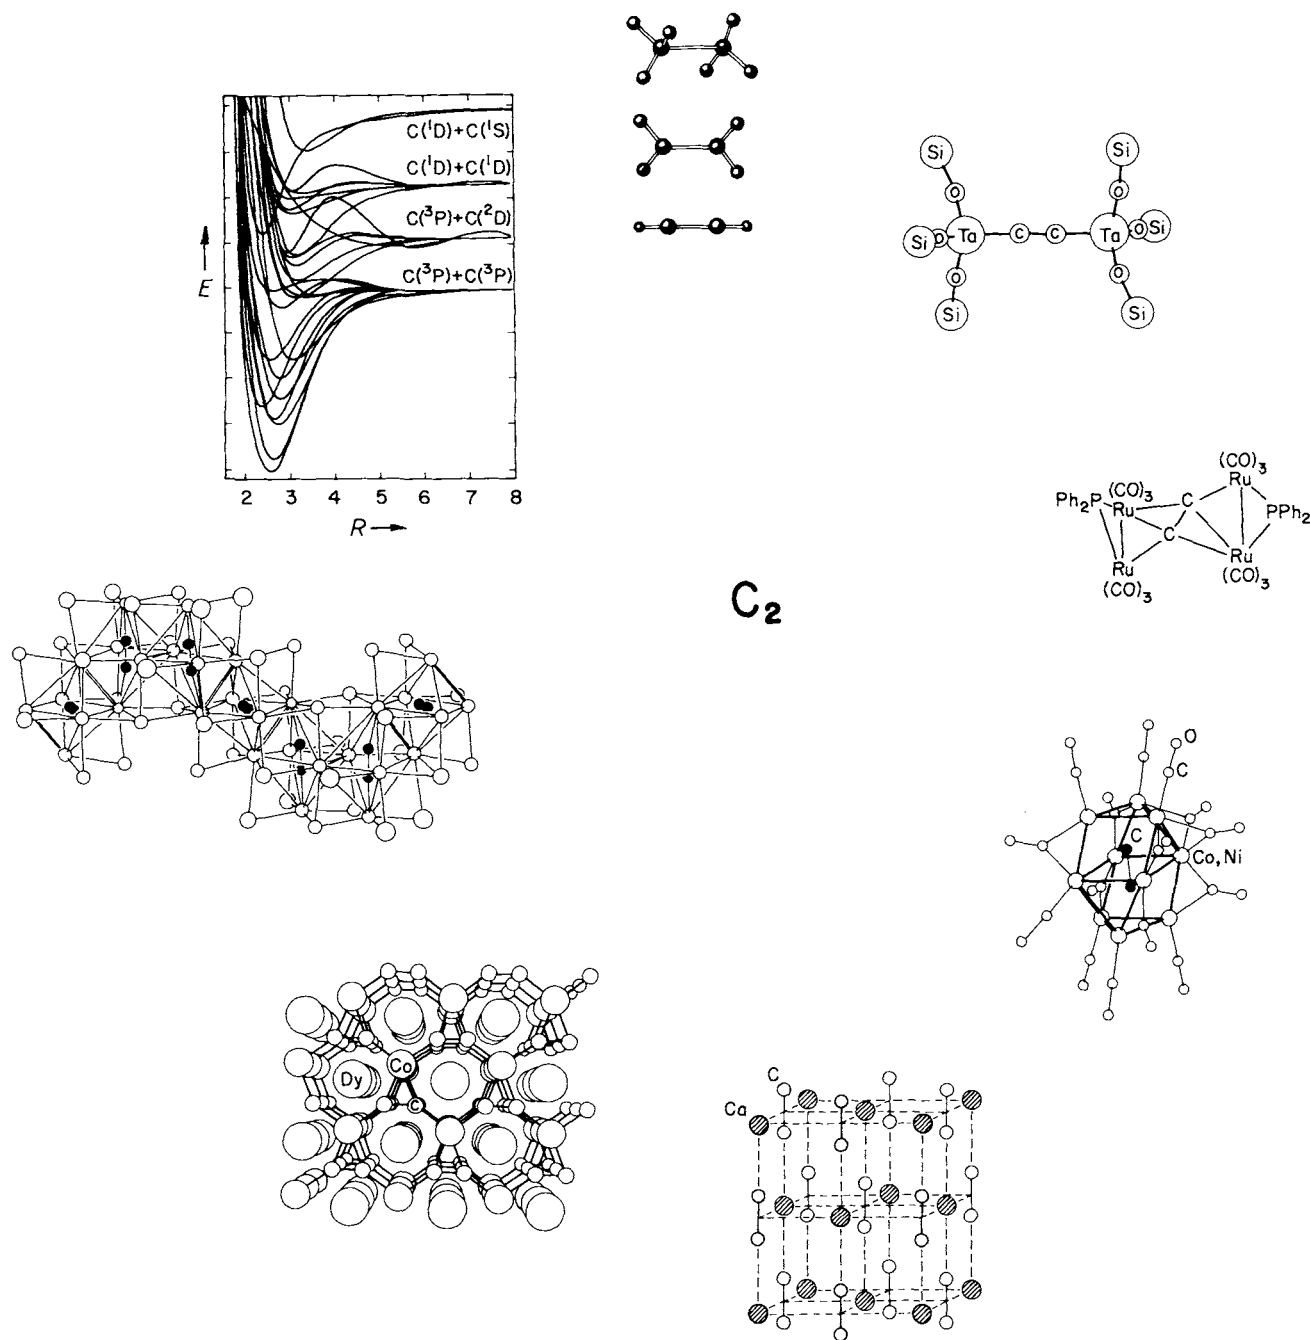 C(¹D)+C(¹S)
C(¹D)+C(¹D)
C(³P)+C(²D)
C(³P)+C(³P)
E
2 3 4 5 6 7 8
R
Si Si
O O
Si O Ta C C Ta O Si
O O
Si Si
(CO)₃
Ru
(CO)₃
Ph₂P Ru C PPh₂
C
Ru Ru
(CO)₃ (CO)₃
C₂
O
C
C
Co, Ni
Co
Dy
C
C
Ca